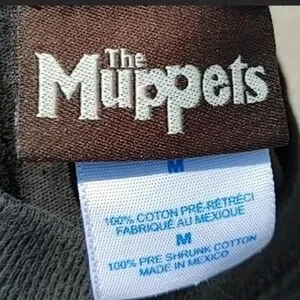 The
Muppets
M
100% COTON PRÉ-RÉTRÉCI
FABRIQUÉ AU MEXIQUE
M
100% PRE SHRUNK COTTON
MADE IN MEXICO